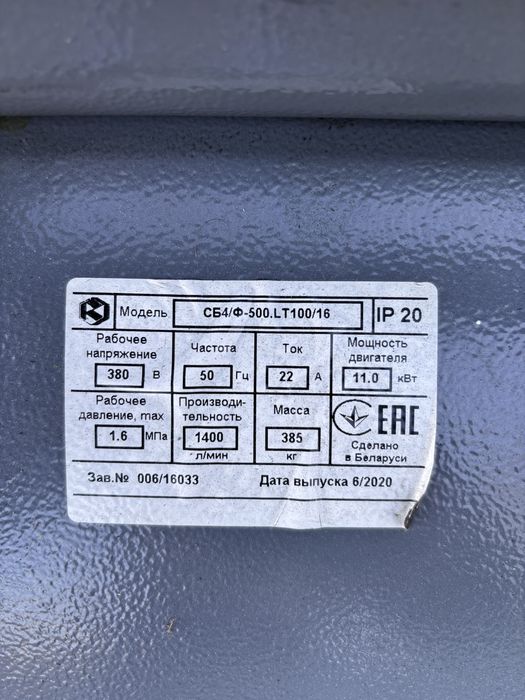 Модель СБ4/Ф-500.LT100/16 IP 20
Рабочее напряжение Частота Ток Мощность двигателя
380 В 50 Гц 22 А 11.0 кВт
Рабочее давление, max Производи-тельность Масса EAC
1.6 МПа 1400 л/мин 385 кг Сделано в Беларуси
Зав.№ 006/16033 Дата выпуска 6/2020